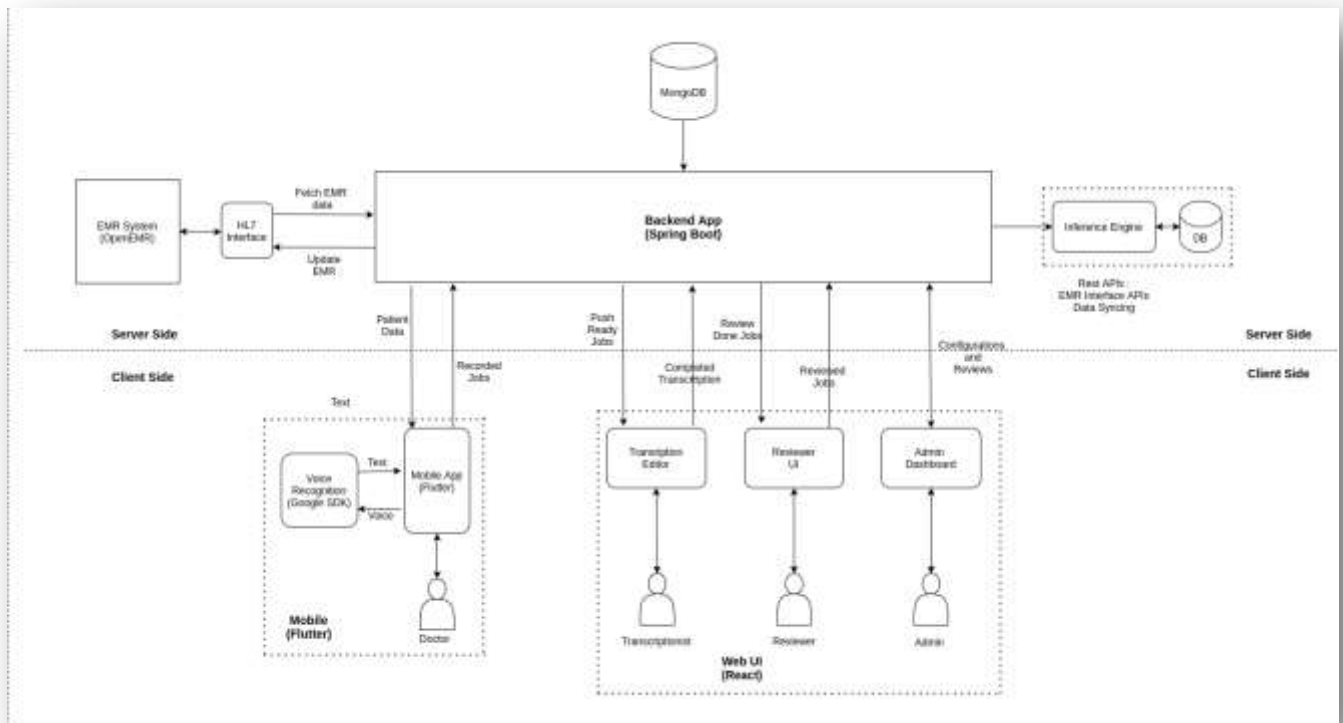 MongoDB
EMR System
(OpenEMR)
HL7
Interface
Fetch EMR
data
Update
EMR
Backend App
(Spring Boot)
Inference Engine
DB
Rest APIs
EMR Interface APIs
Data Syncing
Server Side
Server Side
Client Side
Client Side
Patient
Data
Recorded
Jobs
Push
Ready
Jobs
Completed
Transcription
Review
Done Jobs
Reviewed
Jobs
Configurations
and
Reviews
Text
Voice
Recognition
(Google SDK)
Text
Voice
Mobile App
(Flutter)
Doctor
Mobile
(Flutter)
Transcription
Editor
Reviewer
UI
Admin
Dashboard
Transcriptionist
Reviewer
Admin
Web UI
(React)